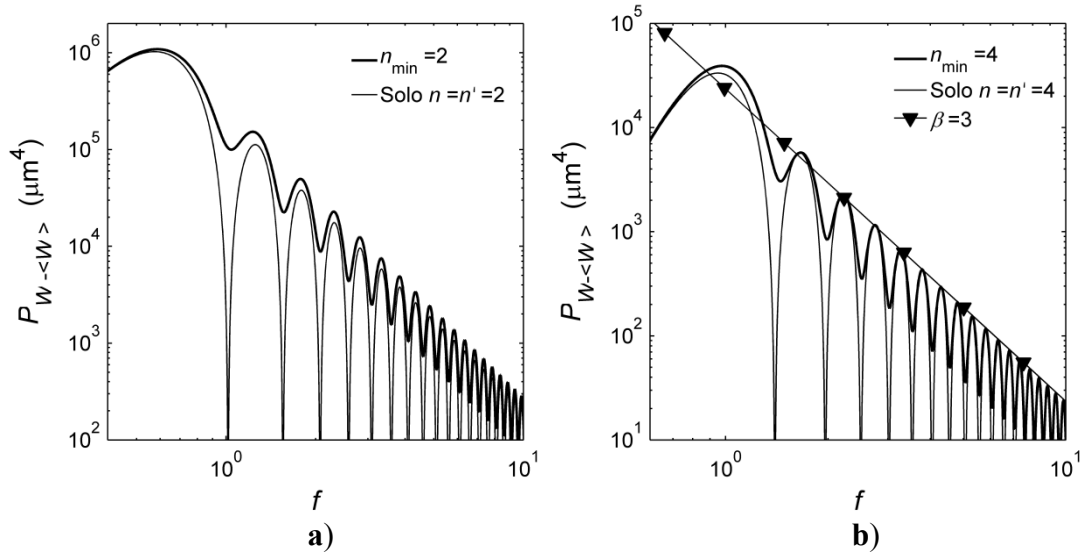 10^6
10^5
10^4
10^3
10^2
10^0
10^1
P_{W-<W>} (μm^4)
f
n_min =2
Solo n =n' =2
a)
10^5
10^4
10^3
10^2
10^1
10^0
10^1
P_{W-<W>} (μm^4)
f
n_min =4
Solo n =n' =4
β =3
b)